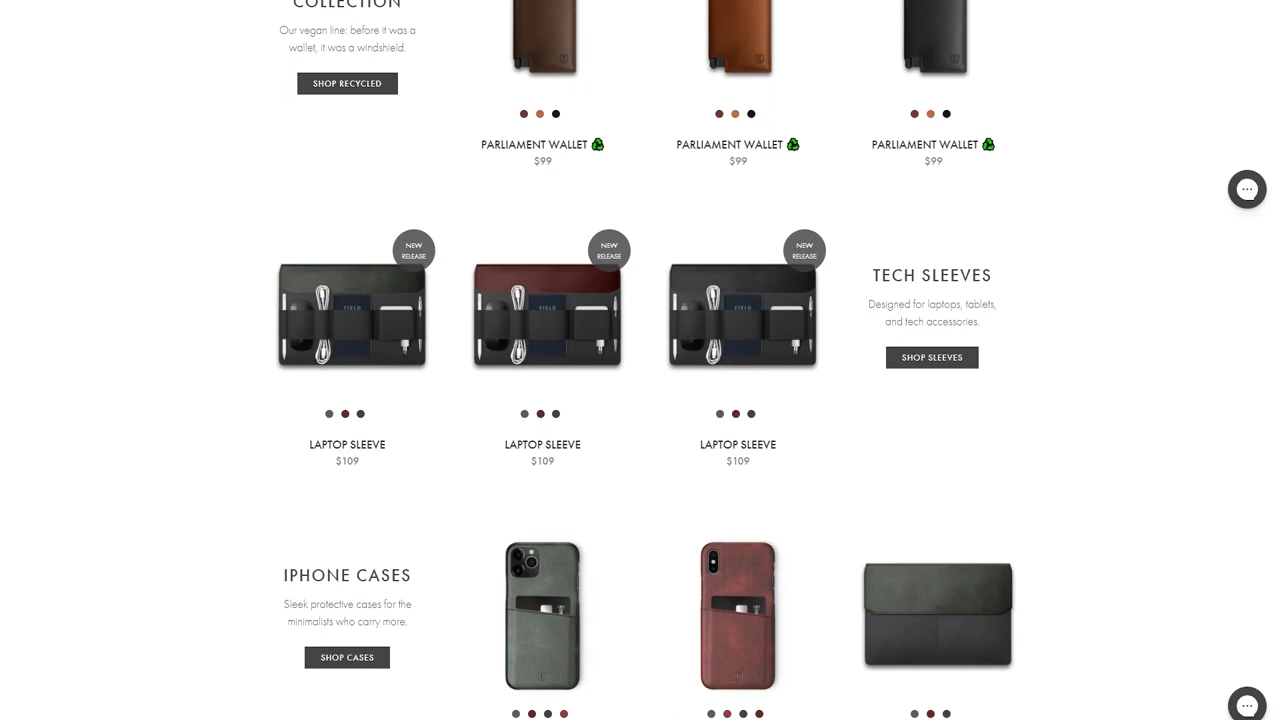 COLLECTION
Our vegan line: before it was a
wallet, it was a windshield.
SHOP RECYCLED
PARLIAMENT WALLET
$99
PARLIAMENT WALLET
$99
PARLIAMENT WALLET
$99
NEW
RELEASE
FIELD
LAPTOP SLEEVE
$109
NEW
RELEASE
FIELD
LAPTOP SLEEVE
$109
NEW
RELEASE
FIELD
LAPTOP SLEEVE
$109
TECH SLEEVES
Designed for laptops, tablets,
and tech accessories.
SHOP SLEEVES
IPHONE CASES
Sleek protective cases for the
minimalists who carry more.
SHOP CASES